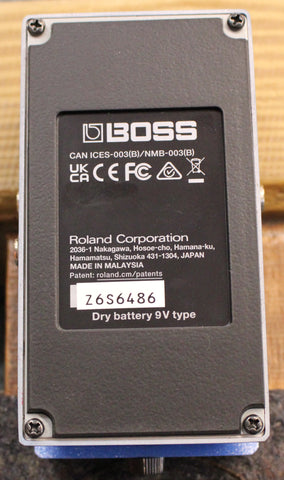 BOSS
CAN ICES-003(B)/NMB-003(B)
UK CA CE FC
Roland Corporation
2036-1 Nakagawa, Hosoe-cho, Hamana-ku,
Hamamatsu, Shizuoka 431-1304, JAPAN
MADE IN MALAYSIA
Patent: roland.cm/patents
Z6S6486
Dry battery 9V type